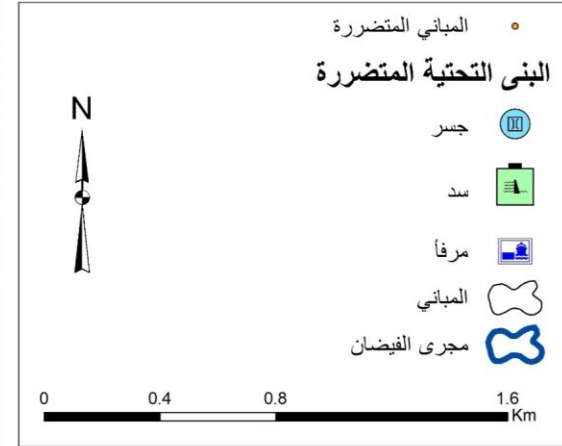 المباني المتضررة
البنى التحتية المتضررة
N
جسر
سد
مرفأ
المباني
مجرى الفيضان
0 0.4 0.8 1.6
Km